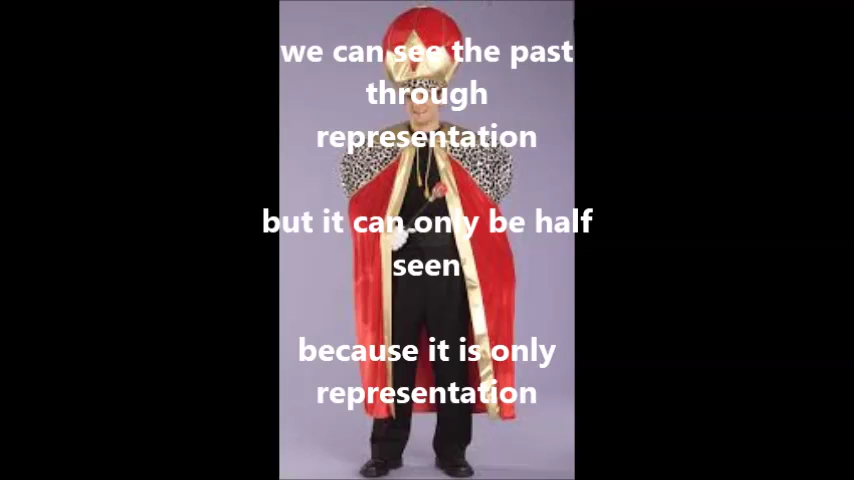 we can see the past
through
representation
but it can only be half
seen
because it is only
representation